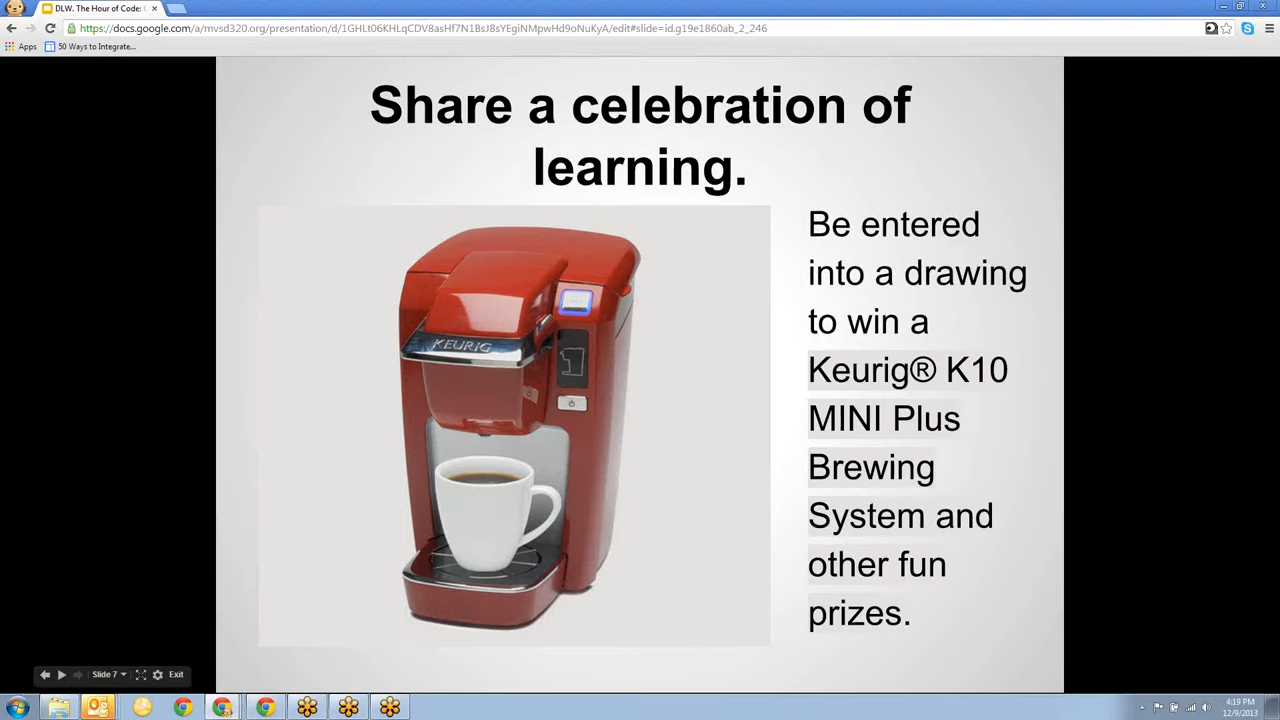 DLW. The Hour of Code:
https://docs.google.com/a/mvsd320.org/presentation/d/1GHLt06KHLqCDV8asHf7N1BsJ8sYEgiNMpwHd9oNuKyA/edit#slide=id.g19e1860ab_2_246
Apps 50 Ways to Integrate...
Share a celebration of
learning.
Be entered
into a drawing
to win a
Keurig® K10
MINI Plus
Brewing
System and
other fun
prizes.
KEURIG
Slide 7 Exit
4:19 PM
12/9/2013